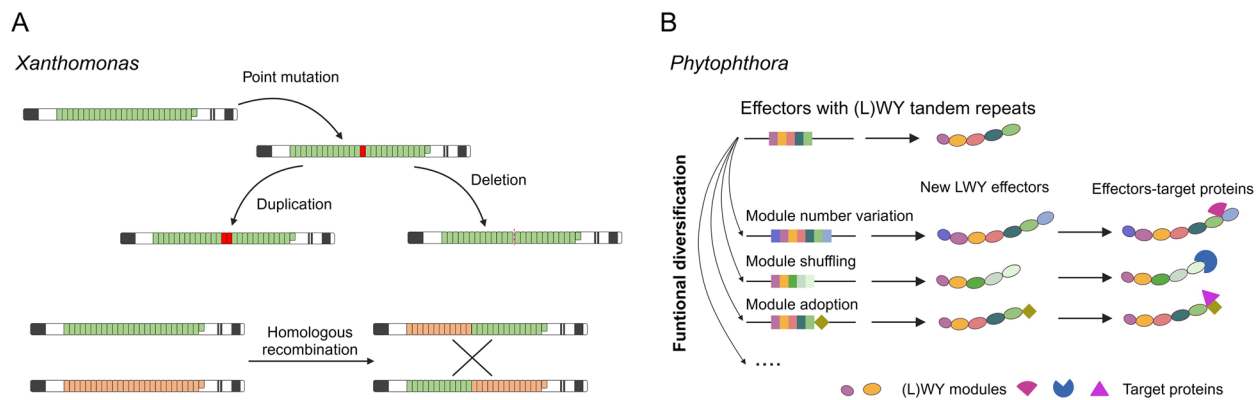 A
Xanthomonas
Point mutation
Deletion
Duplication
Homologous
recombination
B
Phytophthora
Effectors with (L)WY tandem repeats
New LWY effectors
Effectors-target proteins
Funtional diversification
Module number variation
Module shuffling
Module adoption
....
(L)WY modules
Target proteins